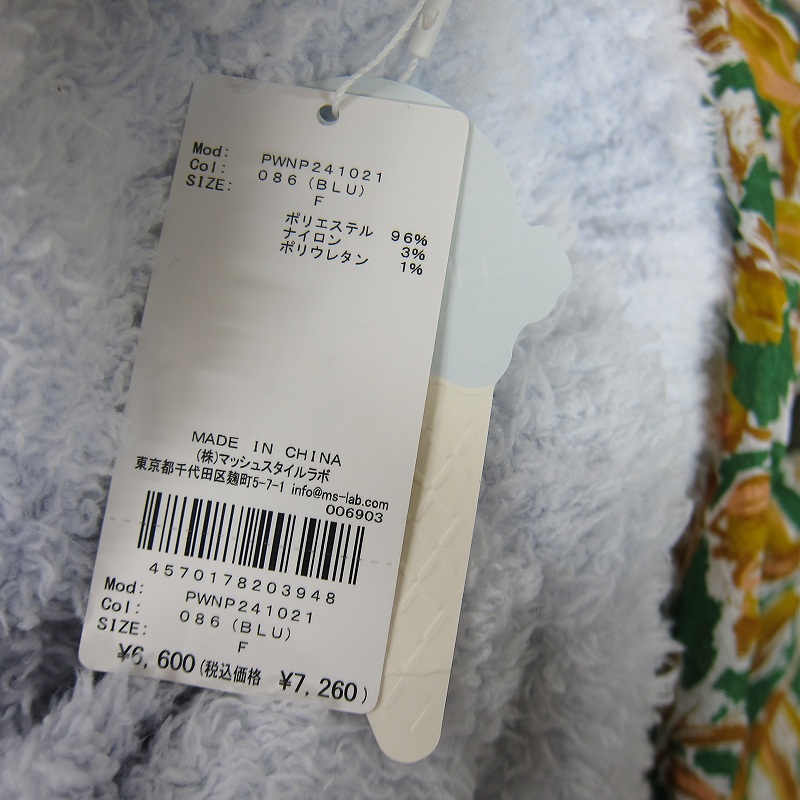 Mod: PWNP241021
Col: 086 (BLU)
SIZE: F
ポリエステル 96%
ナイロン 3%
ポリウレタン 1%
MADE IN CHINA
(株)マッシュスタイルラボ
東京都千代田区麹町5-7-1 info@ms-lab.com
006903
4570178203948
Mod: PWNP241021
Col: 086 (BLU)
SIZE: F
¥6,600(税込価格 ¥7,260)